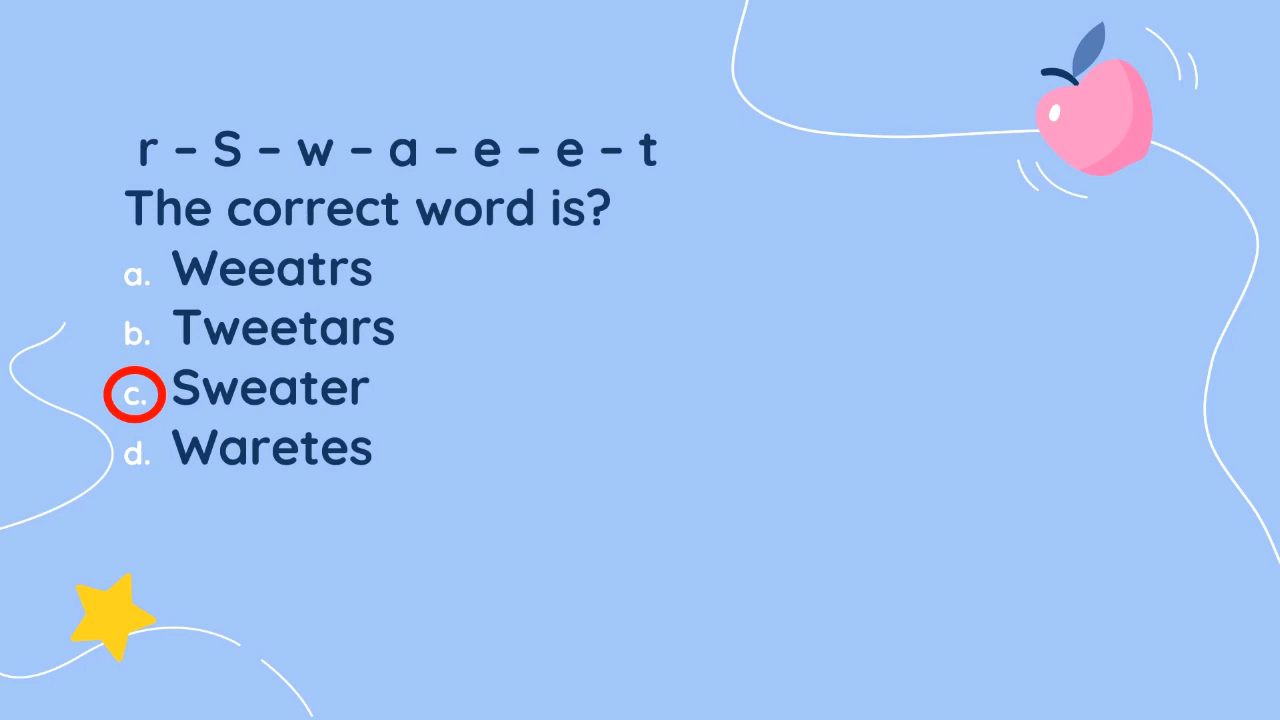 r – S – w – a – e – e – t
The correct word is?
a. Weeatrs
b. Tweetars
c. Sweater
d. Waretes